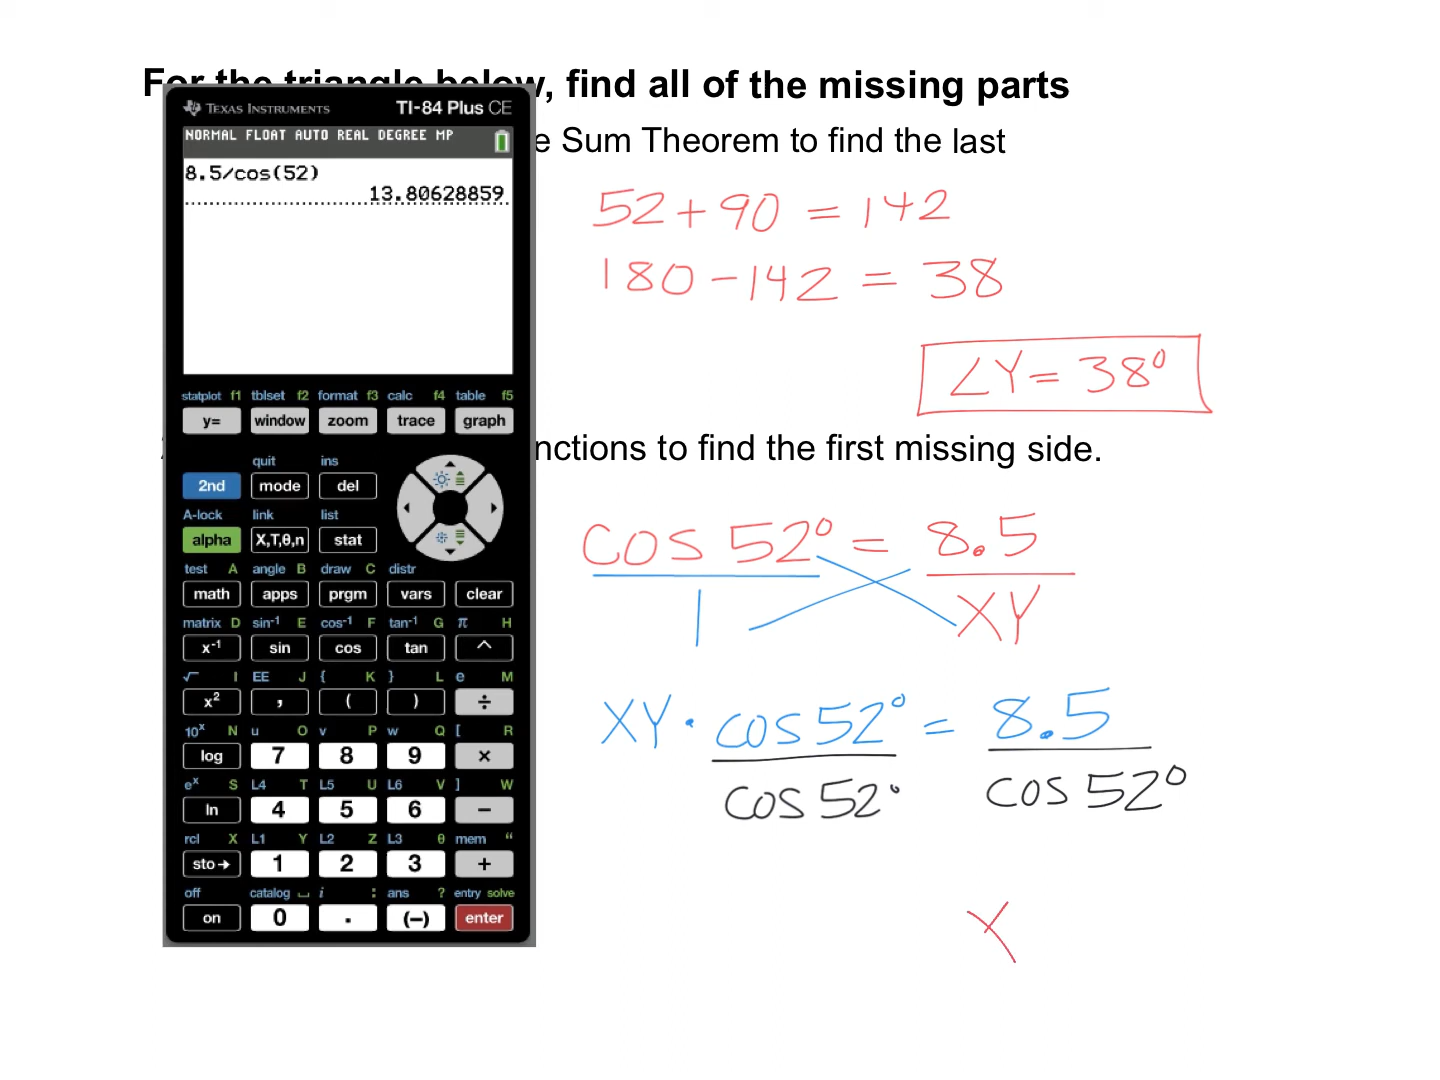 For the triangle below, find all of the missing parts
e Sum Theorem to find the last
TEXAS INSTRUMENTS TI-84 Plus CE
NORMAL FLOAT AUTO REAL DEGREE MP
8.5/cos(52)
13.80628859
52 + 90 = 142
180 - 142 = 38
∠Y = 38°
statplot f1 tblset f2 format f3 calc f4 table f5
y= window zoom trace graph
nctions to find the first missing side.
quit ins
2nd mode del
A-lock link list
alpha X,T,θ,n stat
test A angle B draw C distr
math apps prgm vars clear
matrix D sin⁻¹ E cos⁻¹ F tan⁻¹ G π H
x⁻¹ sin cos tan ^
√ I EE J { K } L e M
x² , ( ) ÷
10ˣ N u O v P w Q [ R
log 7 8 9 ×
eˣ S L4 T L5 U L6 V ] W
ln 4 5 6 −
rcl X L1 Y L2 Z L3 θ mem "
sto→ 1 2 3 +
off catalog ⎵ i : ans ? entry solve
on 0 . (−) enter
cos 52° = 8.5
1 XY
XY · cos 52° = 8.5
cos 52° cos 52°
Y